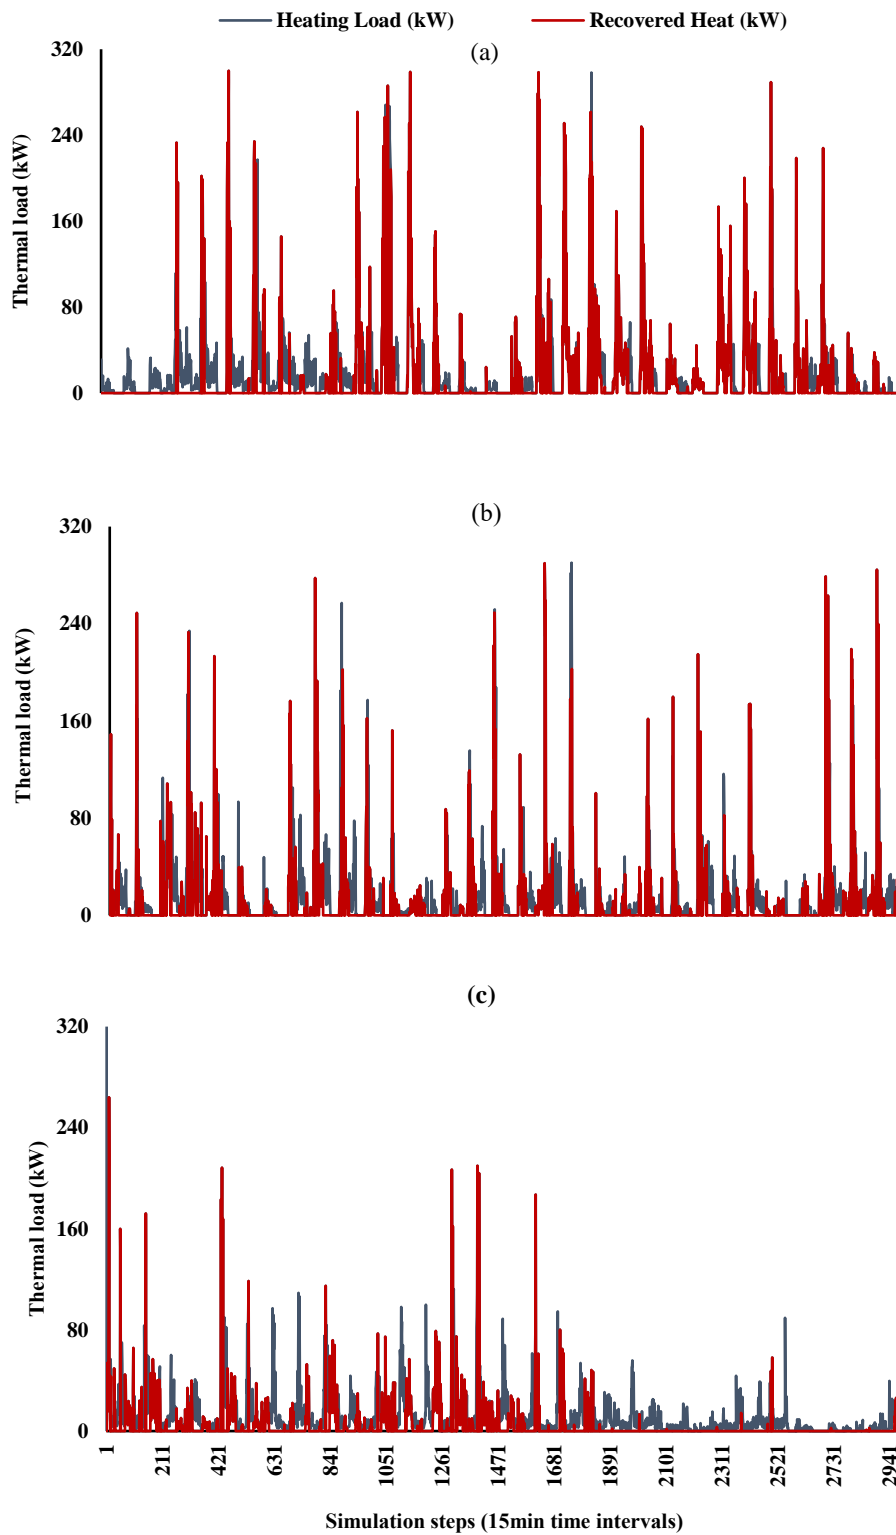 Heating Load (kW) Recovered Heat (kW)
(a)
Thermal load (kW)
320
240
160
80
0
(b)
Thermal load (kW)
320
240
160
80
0
(c)
Thermal load (kW)
320
240
160
80
0
1 211 421 631 841 1051 1261 1471 1681 1891 2101 2311 2521 2731 2941
Simulation steps (15min time intervals)